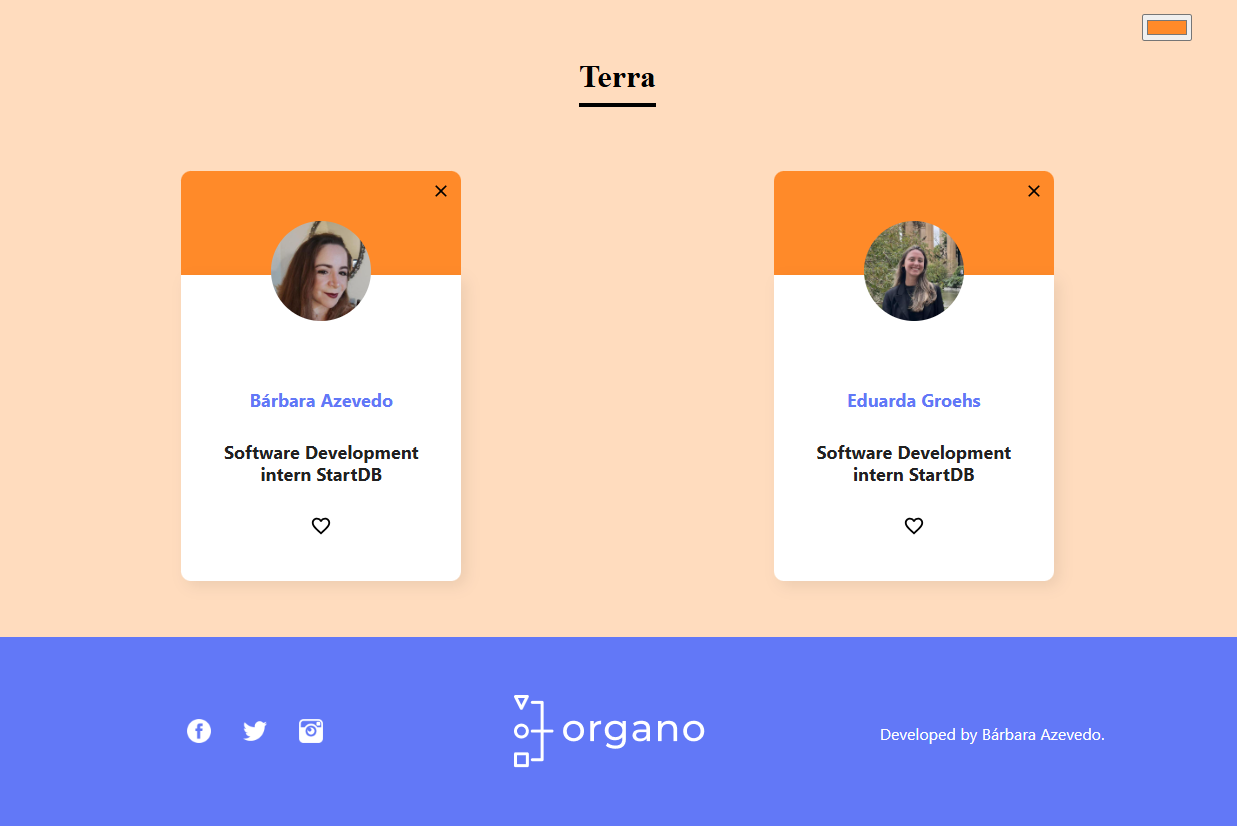 Terra
Bárbara Azevedo
Software Development
intern StartDB
Eduarda Groehs
Software Development
intern StartDB
organo
Developed by Bárbara Azevedo.